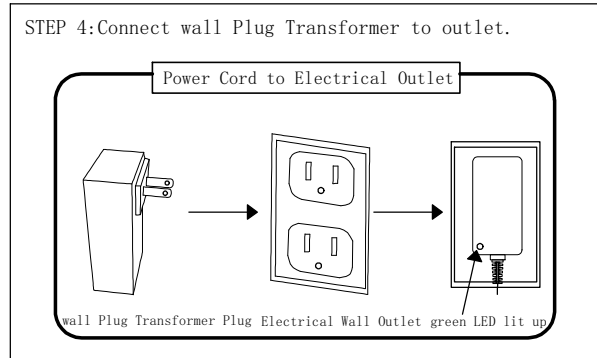 STEP 4:Connect wall Plug Transformer to outlet.
Power Cord to Electrical Outlet
wall Plug Transformer Plug Electrical Wall Outlet green LED lit up